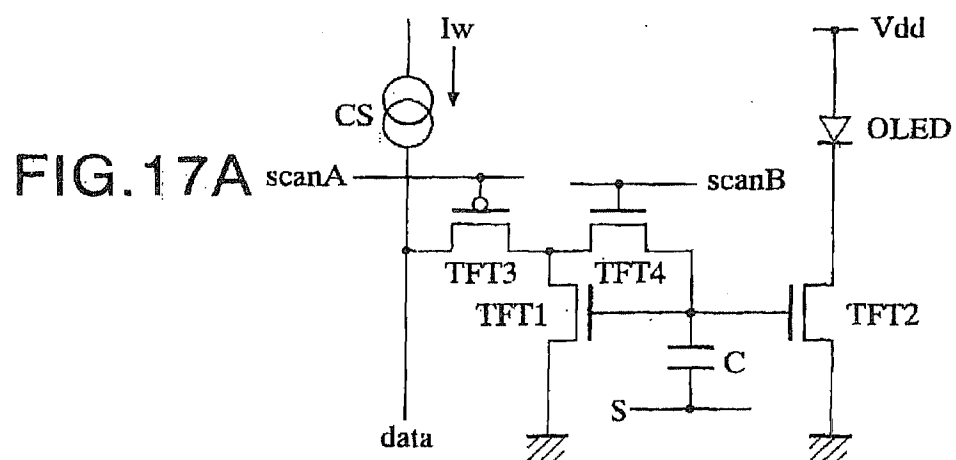 Iw
Vdd
CS
OLED
FIG.17A
scanA
scanB
TFT3
TFT4
TFT1
TFT2
C
S
data